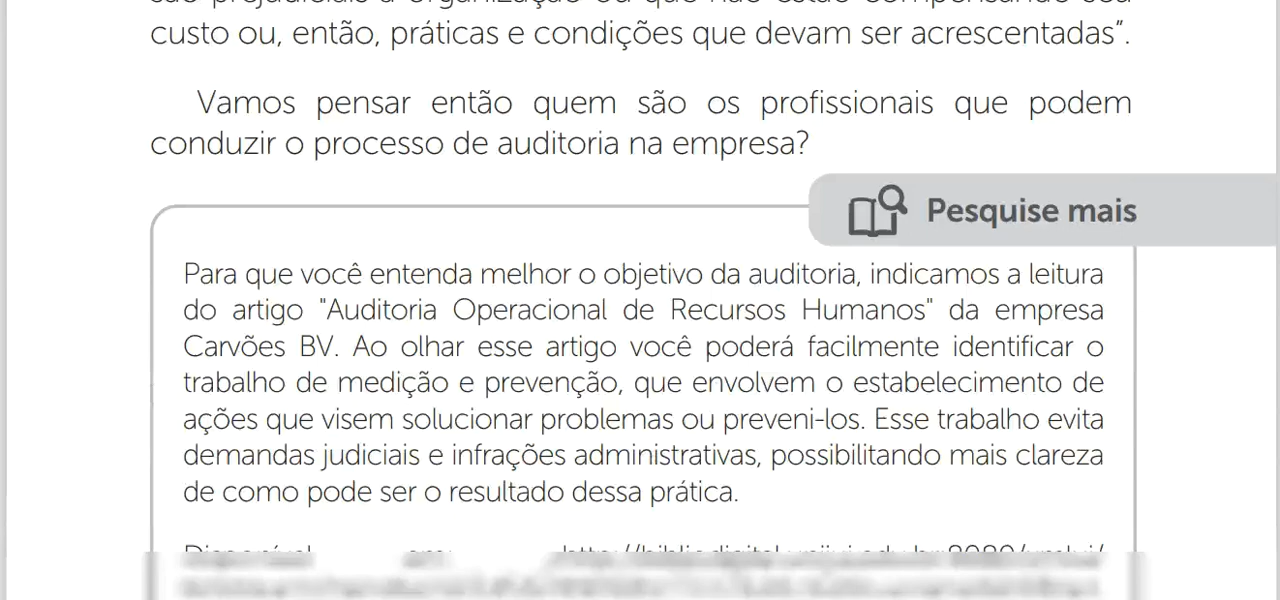 custo ou, então, práticas e condições que devam ser acrescentadas”.
Vamos pensar então quem são os profissionais que podem
conduzir o processo de auditoria na empresa?
Pesquise mais
Para que você entenda melhor o objetivo da auditoria, indicamos a leitura
do artigo "Auditoria Operacional de Recursos Humanos" da empresa
Carvões BV. Ao olhar esse artigo você poderá facilmente identificar o
trabalho de medição e prevenção, que envolvem o estabelecimento de
ações que visem solucionar problemas ou preveni-los. Esse trabalho evita
demandas judiciais e infrações administrativas, possibilitando mais clareza
de como pode ser o resultado dessa prática.